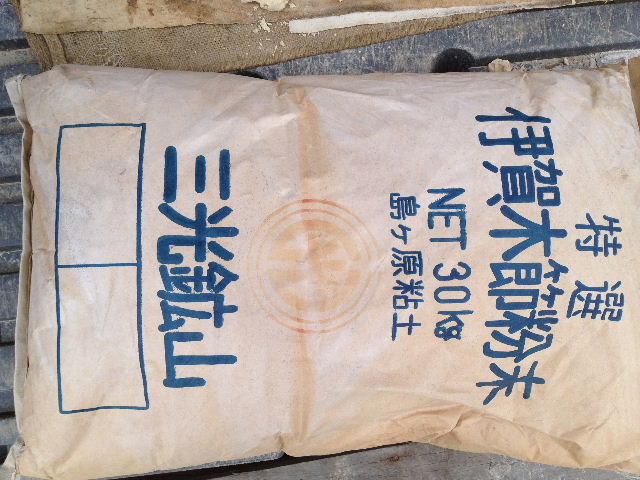 特選
伊賀木節粉末
NET 30kg
島ヶ原粘土
三光鉱山